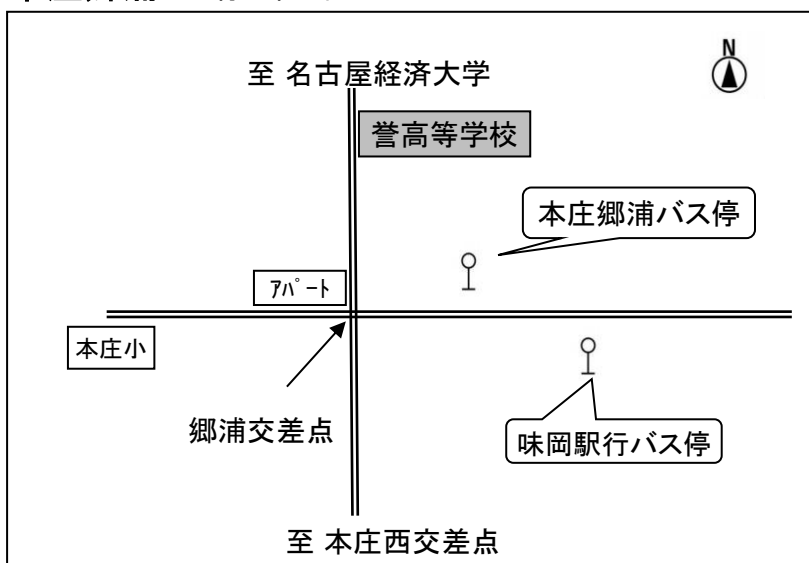 N
至 名古屋経済大学
誉高等学校
本庄郷浦バス停
ｱﾊﾟｰﾄ
本庄小
郷浦交差点
味岡駅行バス停
至 本庄西交差点